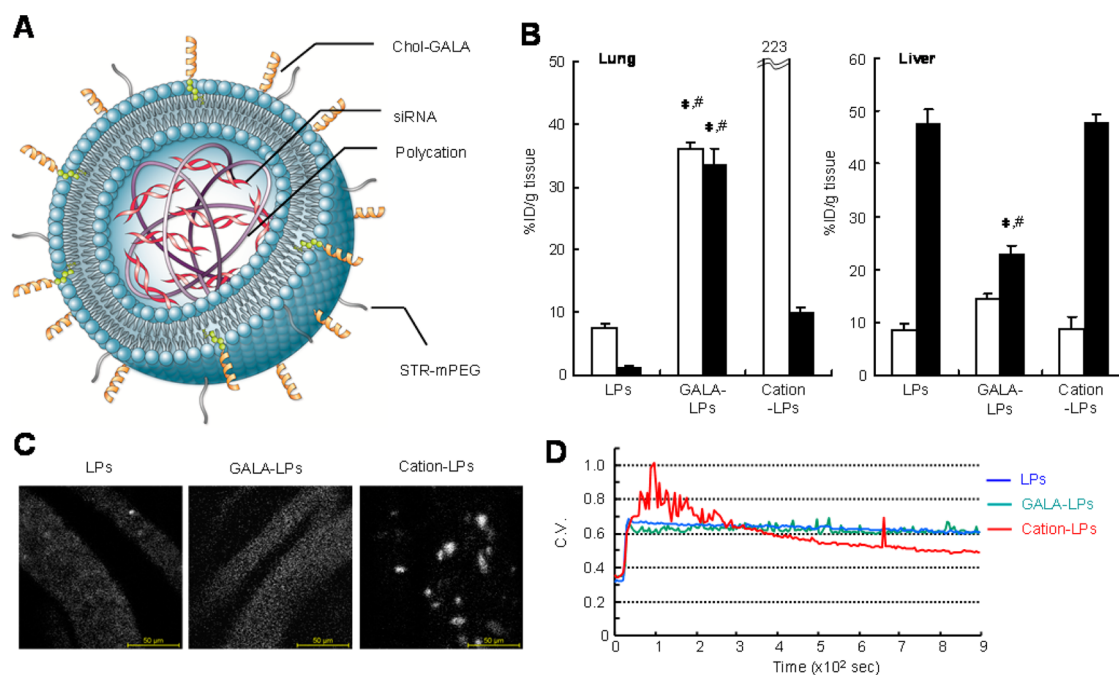 A
Chol-GALA
siRNA
Polycation
STR-mPEG
B
Lung
223
%ID/g tissue
50
40
30
20
10
0
‡,#
‡,#
LPs
GALA-
LPs
Cation
-LPs
Liver
%ID/g tissue
60
50
40
30
20
10
0
‡,#
LPs
GALA-
LPs
Cation
-LPs
C
LPs
GALA-LPs
Cation-LPs
50 μm
50 μm
50 μm
D
C.V.
1.0
0.8
0.6
0.4
0.2
0
0
1
2
3
4
5
6
7
8
9
Time (x10² sec)
LPs
GALA-LPs
Cation-LPs